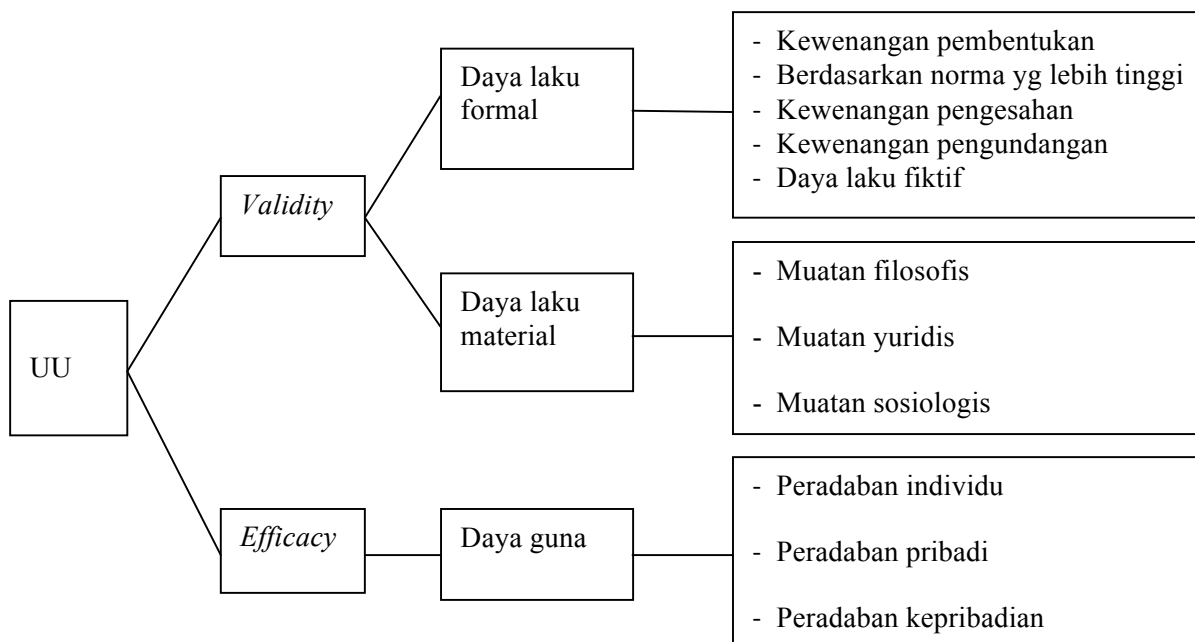 UU
Validity
Efficacy
Daya laku
formal
Daya laku
material
Daya guna
- Kewenangan pembentukan
- Berdasarkan norma yg lebih tinggi
- Kewenangan pengesahan
- Kewenangan pengundangan
- Daya laku fiktif
- Muatan filosofis
- Muatan yuridis
- Muatan sosiologis
- Peradaban individu
- Peradaban pribadi
- Peradaban kepribadian